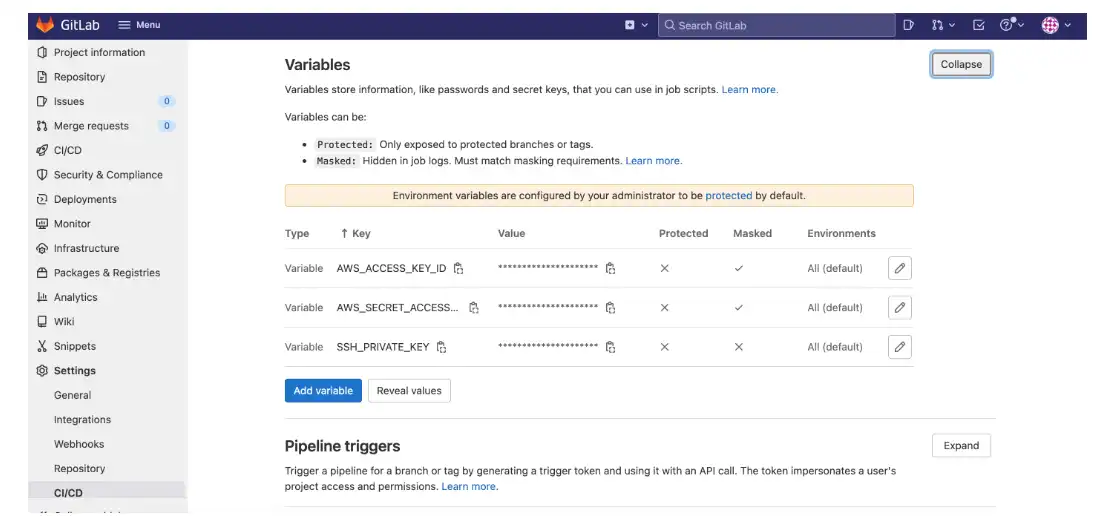 GitLab Menu Search GitLab
Project information
Repository
Issues 0
Merge requests 0
CI/CD
Security & Compliance
Deployments
Monitor
Infrastructure
Packages & Registries
Analytics
Wiki
Snippets
Settings
General
Integrations
Webhooks
Repository
CI/CD
Variables Collapse
Variables store information, like passwords and secret keys, that you can use in job scripts. Learn more.
Variables can be:
• Protected: Only exposed to protected branches or tags.
• Masked: Hidden in job logs. Must match masking requirements. Learn more.
Environment variables are configured by your administrator to be protected by default.
Type ↑ Key Value Protected Masked Environments
Variable AWS_ACCESS_KEY_ID ********************* All (default)
Variable AWS_SECRET_ACCESS... ********************* All (default)
Variable SSH_PRIVATE_KEY ********************* All (default)
Add variable Reveal values
Pipeline triggers Expand
Trigger a pipeline for a branch or tag by generating a trigger token and using it with an API call. The token impersonates a user's
project access and permissions. Learn more.